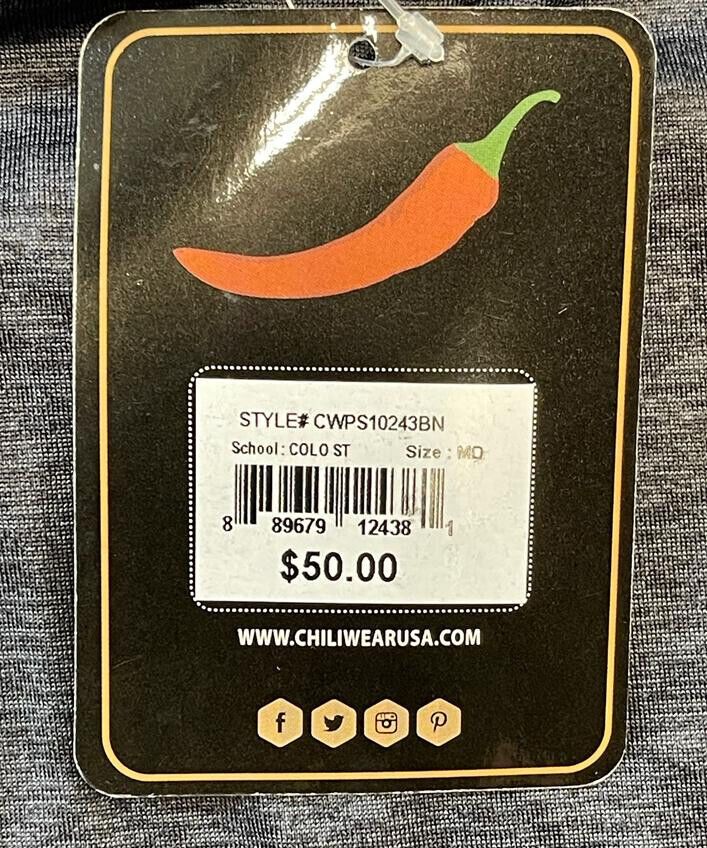 STYLE# CWPS10243BN
School: COLO ST Size : MD
8 89679 12438 1
$50.00
WWW.CHILIWEARUSA.COM